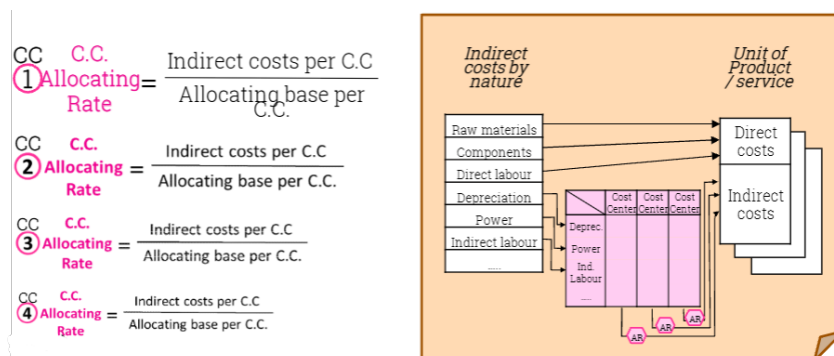 CC
1
C.C.
Allocating
Rate
=
Indirect costs per C.C
Allocating base per
C.C.
CC
2
C.C.
Allocating
Rate
=
Indirect costs per C.C
Allocating base per C.C.
CC
3
C.C.
Allocating
Rate
=
Indirect costs per C.C
Allocating base per C.C.
CC
4
C.C.
Allocating
Rate
=
Indirect costs per C.C
Allocating base per C.C.
Indirect
costs by
nature
Unit of
Product
/ service
Raw materials
Components
Direct labour
Depreciation
Power
Indirect labour
.....
Cost
Center
Cost
Center
Cost
Center
Deprec.
Power
Ind.
Labour
.....
AR
AR
AR
Direct
costs
Indirect
costs